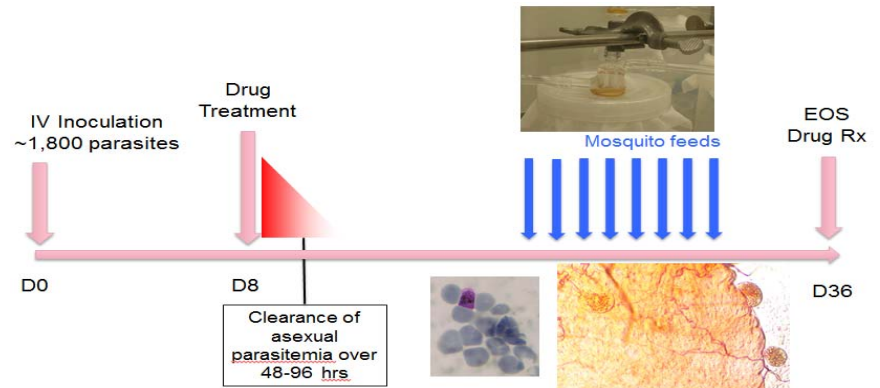 IV Inoculation
~1,800 parasites
Drug
Treatment
Mosquito feeds
EOS
Drug Rx
D0
D8
D36
Clearance of
asexual
parasitemia over
48-96 hrs